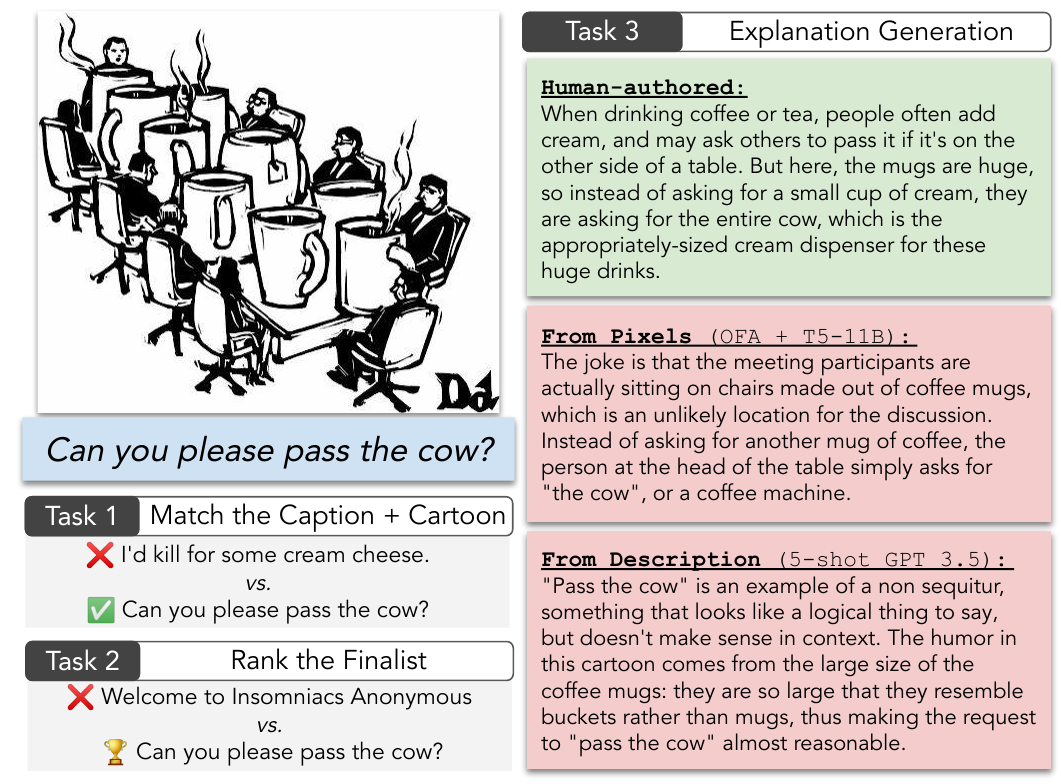 Dd
Can you please pass the cow?
Task 1 Match the Caption + Cartoon
❌ I'd kill for some cream cheese.
vs.
✅ Can you please pass the cow?
Task 2 Rank the Finalist
❌ Welcome to Insomniacs Anonymous
vs.
🏆 Can you please pass the cow?
Task 3 Explanation Generation
Human-authored:
When drinking coffee or tea, people often add
cream, and may ask others to pass it if it's on the
other side of a table. But here, the mugs are huge,
so instead of asking for a small cup of cream, they
are asking for the entire cow, which is the
appropriately-sized cream dispenser for these
huge drinks.
From Pixels (OFA + T5-11B):
The joke is that the meeting participants are
actually sitting on chairs made out of coffee mugs,
which is an unlikely location for the discussion.
Instead of asking for another mug of coffee, the
person at the head of the table simply asks for
"the cow", or a coffee machine.
From Description (5-shot GPT 3.5):
"Pass the cow" is an example of a non sequitur,
something that looks like a logical thing to say,
but doesn't make sense in context. The humor in
this cartoon comes from the large size of the
coffee mugs: they are so large that they resemble
buckets rather than mugs, thus making the request
to "pass the cow" almost reasonable.